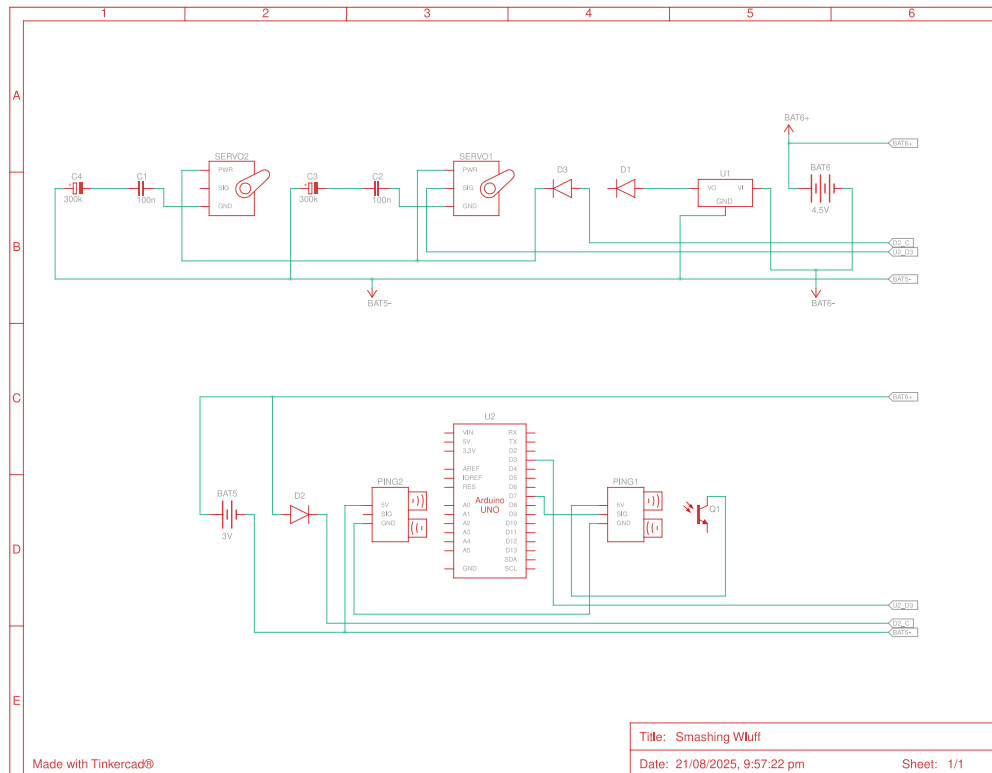 1 2 3 4 5 6
A
B
C
D
E
BAT6+
BAT6+
BAT6
4.5V
SERVO2
PWR
SIG
GND
C4
300k
C1
100n
SERVO1
PWR
SIG
GND
C3
300k
C2
100n
D3
D1
U1
VO VI
GND
D2_C
U2_D3
BAT5-
BAT5-
BAT6-
BAT6+
U2
VIN RX
5V TX
3.3V D2
D3
AREF D4
IOREF D5
RES D6
D7
A0 D8
A1 D9
A2 D10
A3 D11
A4 D12
A5 D13
SDA
GND SCL
Arduino
UNO
BAT5
3V
D2
PING2
5V
SIG
GND
PING1
5V
SIG
GND
Q1
U2_D3
D2_C
BAT5-
Title: Smashing Wluff
Made with Tinkercad®
Date: 21/08/2025, 9:57:22 pm Sheet: 1/1